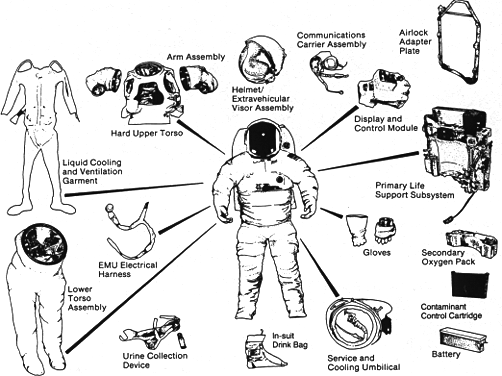 Communications
Carrier Assembly
Airlock
Adapter
Plate
Arm Assembly
Helmet/
Extravehicular
Visor Assembly
Hard Upper Torso
Display and
Control Module
Liquid Cooling
and Ventilation
Garment
Primary Life
Support Subsystem
EMU Electrical
Harness
Gloves
Secondary
Oxygen Pack
Lower
Torso
Assembly
Contaminant
Control Cartridge
Urine Collection
Device
In-suit
Drink Bag
Service and
Cooling Umbilical
Battery